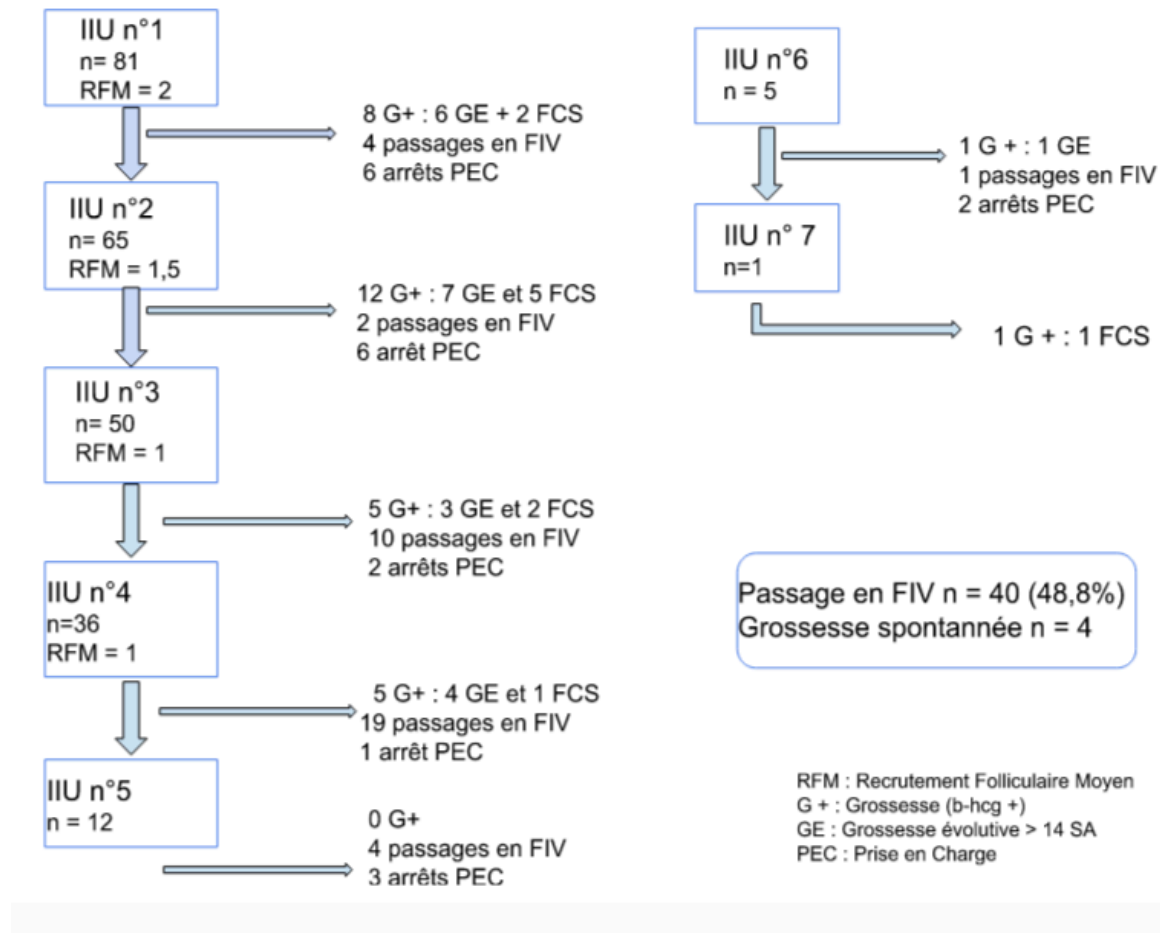 IIU n°1
n= 81
RFM = 2
8 G+ : 6 GE + 2 FCS
4 passages en FIV
6 arrêts PEC
IIU n°2
n= 65
RFM = 1,5
12 G+ : 7 GE et 5 FCS
2 passages en FIV
6 arrêt PEC
IIU n°3
n= 50
RFM = 1
5 G+ : 3 GE et 2 FCS
10 passages en FIV
2 arrêts PEC
IIU n°4
n=36
RFM = 1
5 G+ : 4 GE et 1 FCS
19 passages en FIV
1 arrêt PEC
IIU n°5
n = 12
0 G+
4 passages en FIV
3 arrêts PEC
IIU n°6
n = 5
1 G + : 1 GE
1 passages en FIV
2 arrêts PEC
IIU n° 7
n=1
1 G + : 1 FCS
Passage en FIV n = 40 (48,8%)
Grossesse spontannée n = 4
RFM : Recrutement Folliculaire Moyen
G + : Grossesse (b-hcg +)
GE : Grossesse évolutive > 14 SA
PEC : Prise en Charge